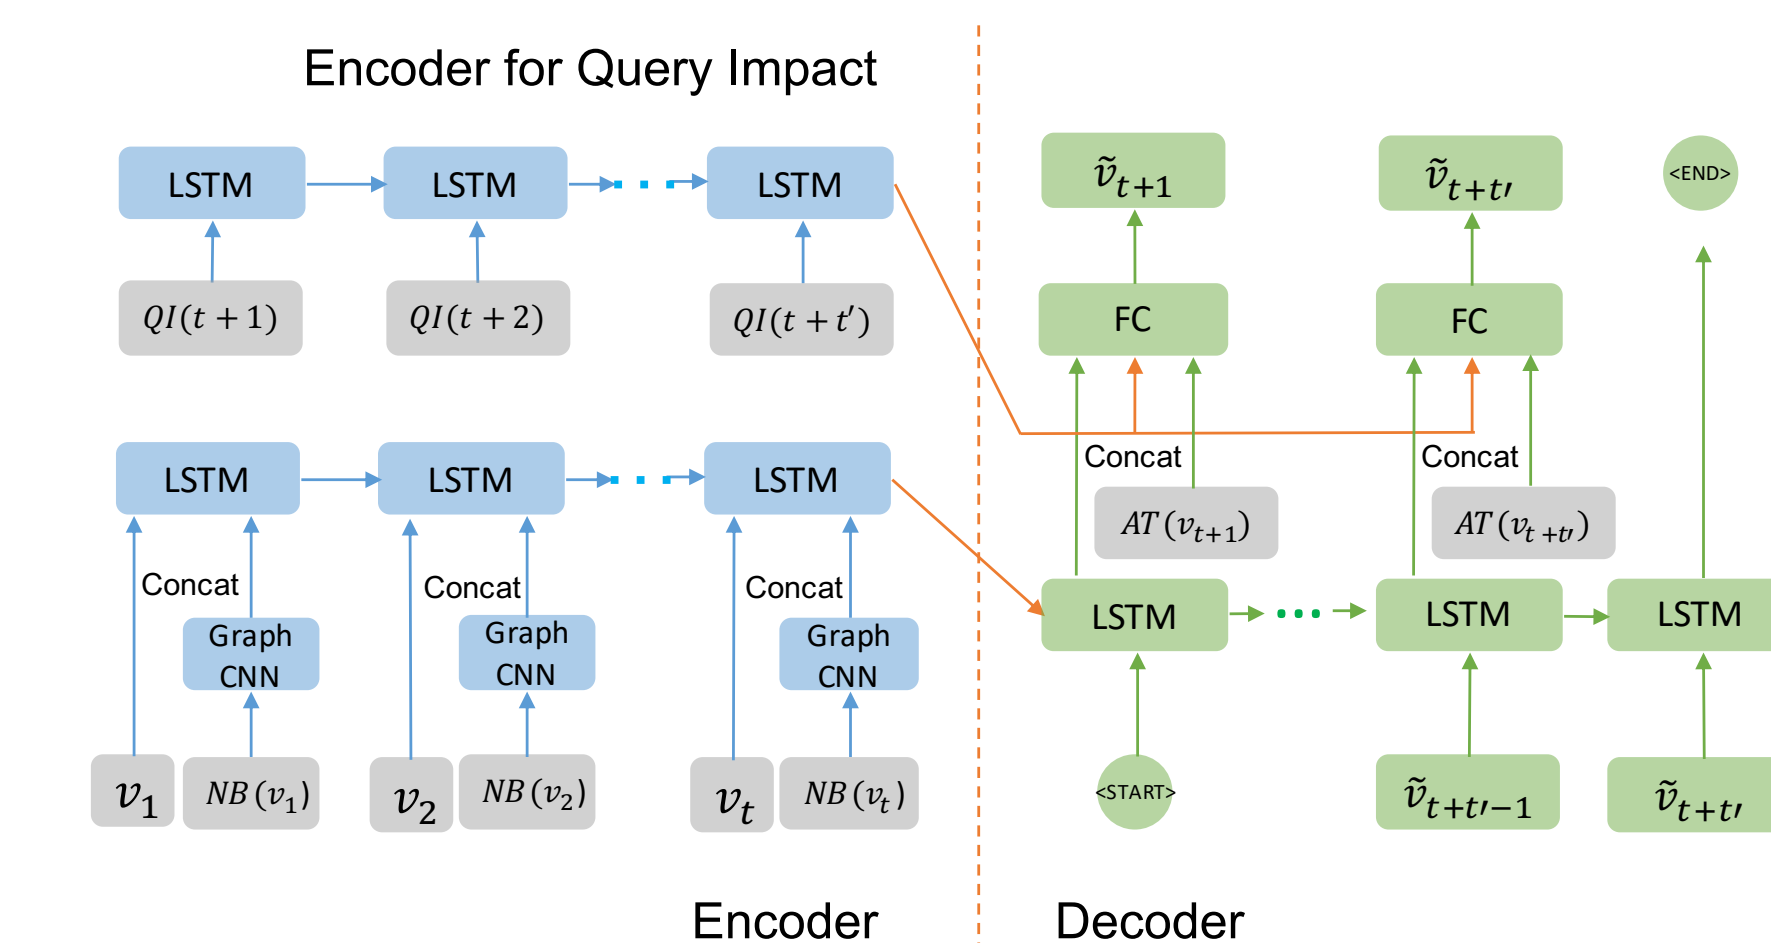 Encoder for Query Impact
LSTM LSTM LSTM
QI(t + 1) QI(t + 2) QI(t + t′)
ṽₜ₊₁ ṽₜ₊ₜ′ <END>
FC FC
LSTM LSTM LSTM
Concat Concat
AT(vₜ₊₁) AT(vₜ₊ₜ′)
Concat Concat Concat
LSTM LSTM LSTM
Graph Graph Graph
CNN CNN CNN
v₁ NB(v₁) v₂ NB(v₂) vₜ NB(vₜ)
<START> ṽₜ₊ₜ′₋₁ ṽₜ₊ₜ′
Encoder Decoder